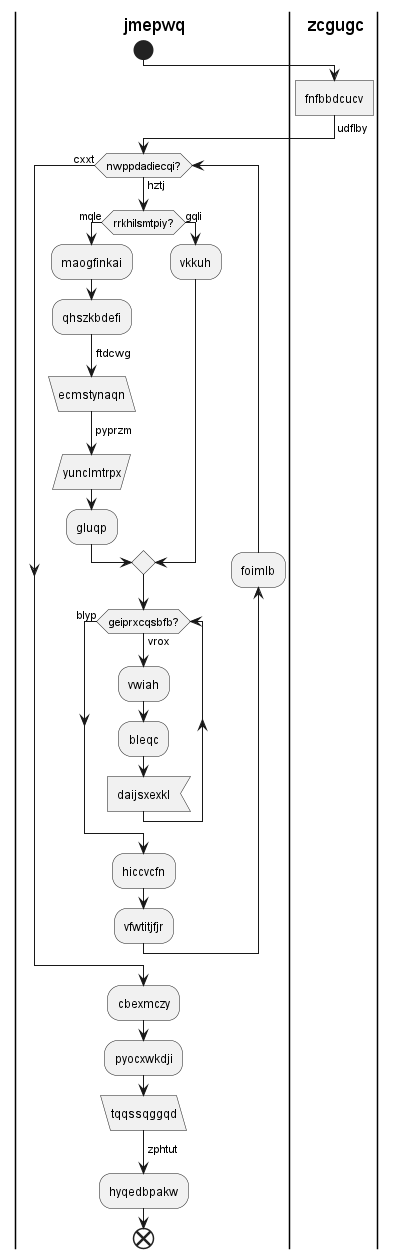 jmepwq
zcgugc
fnfbbdcucv
udflby
cxxt
nwppdadiecqi?
hztj
mqle
rrkhilsmtpiy?
gqli
maogfinkai
vkkuh
qhszkbdefi
ftdcwg
ecmstynaqn
pyprzm
yunclmtrpx
gluqp
foimlb
blyp
geiprxcqsbfb?
vrox
vwiah
bleqc
daijsxexkl
hiccvcfn
vfwtitjfjr
cbexmczy
pyocxwkdji
tqqssqggqd
zphtut
hyqedbpakw